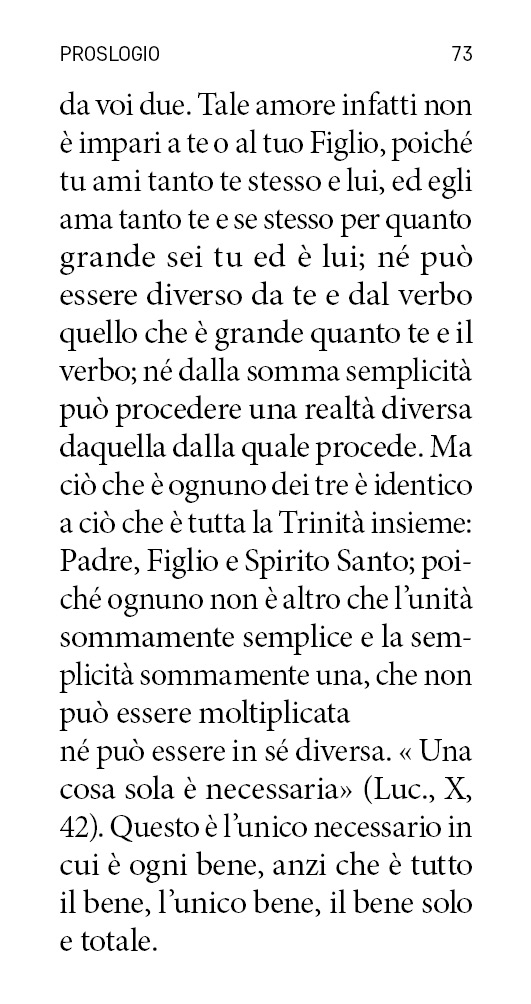 PROSLOGIO 73
da voi due. Tale amore infatti non
è impari a te o al tuo Figlio, poiché
tu ami tanto te stesso e lui, ed egli
ama tanto te e se stesso per quanto
grande sei tu ed è lui; né può
essere diverso da te e dal verbo
quello che è grande quanto te e il
verbo; né dalla somma semplicità
può procedere una realtà diversa
daquella dalla quale procede. Ma
ciò che è ognuno dei tre è identico
a ciò che è tutta la Trinità insieme:
Padre, Figlio e Spirito Santo; poi-
ché ognuno non è altro che l’unità
sommamente semplice e la sem-
plicità sommamente una, che non
può essere moltiplicata
né può essere in sé diversa. « Una
cosa sola è necessaria» (Luc., X,
42). Questo è l’unico necessario in
cui è ogni bene, anzi che è tutto
il bene, l’unico bene, il bene solo
e totale.